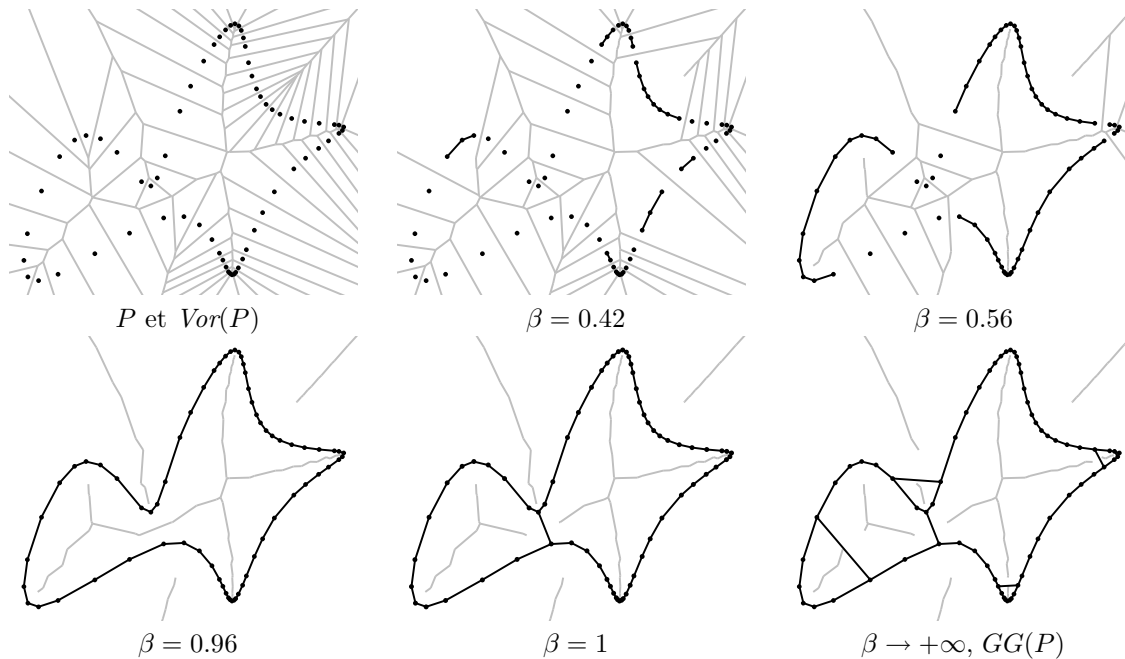 P et Vor(P)
β = 0.42
β = 0.56
β = 0.96
β = 1
β → +∞, GG(P)